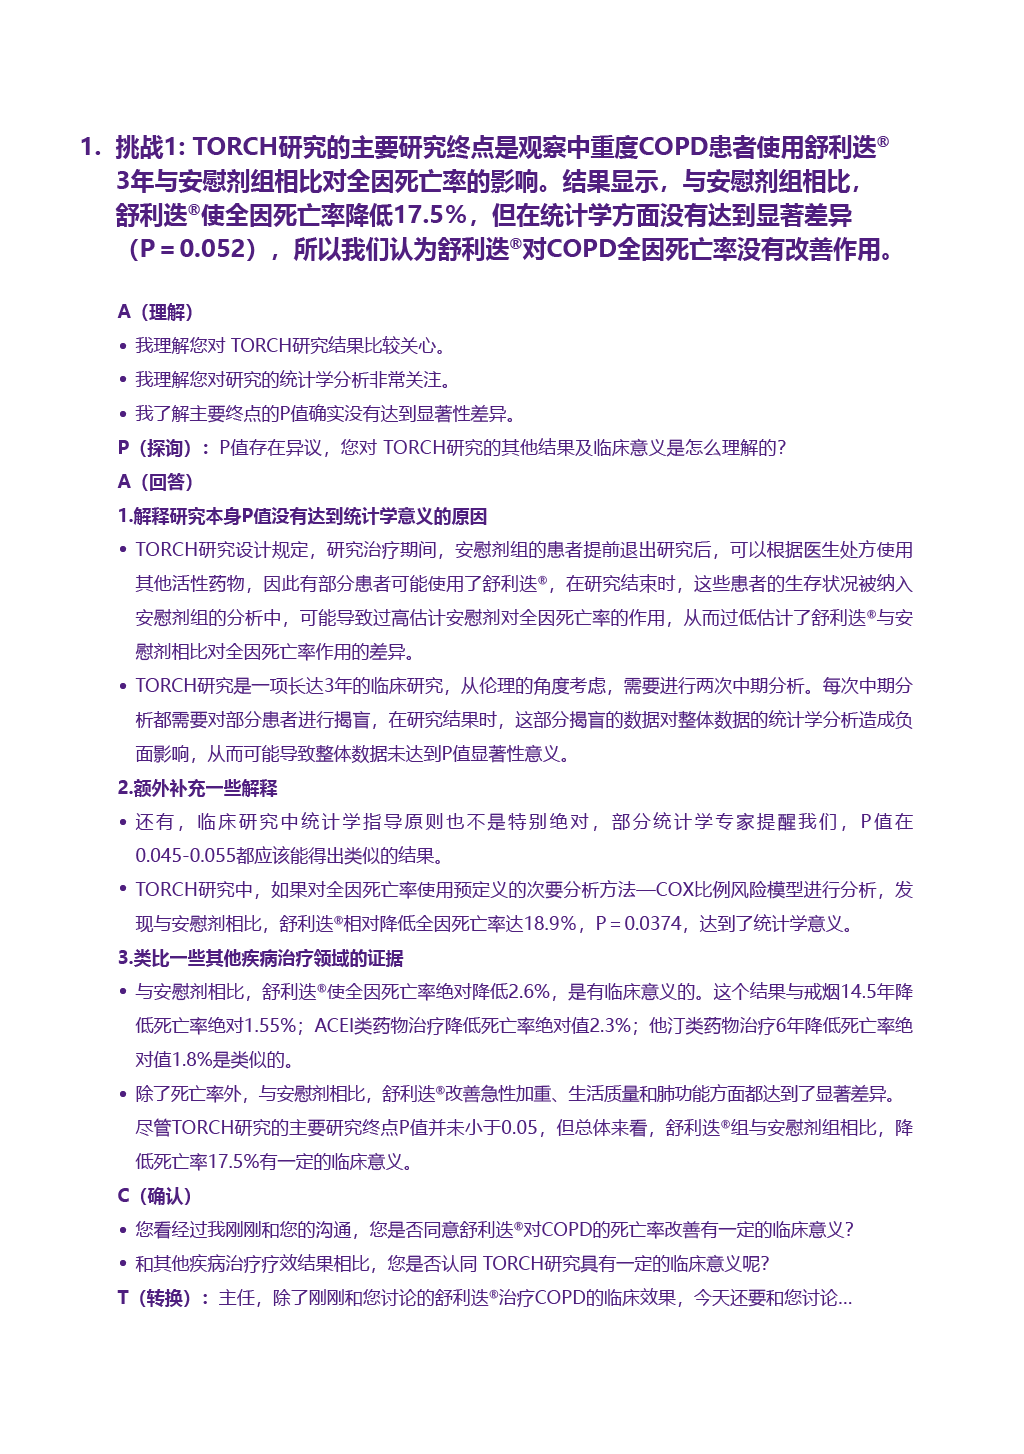 1. 挑战1: TORCH研究的主要研究终点是观察中重度COPD患者使用舒利迭®
3年与安慰剂组相比对全因死亡率的影响。结果显示，与安慰剂组相比，
舒利迭®使全因死亡率降低17.5%，但在统计学方面没有达到显著差异
（P＝0.052），所以我们认为舒利迭®对COPD全因死亡率没有改善作用。
A（理解）
• 我理解您对 TORCH研究结果比较关心。
• 我理解您对研究的统计学分析非常关注。
• 我了解主要终点的P值确实没有达到显著性差异。
P（探询）：P值存在异议，您对 TORCH研究的其他结果及临床意义是怎么理解的？
A（回答）
1.解释研究本身P值没有达到统计学意义的原因
• TORCH研究设计规定，研究治疗期间，安慰剂组的患者提前退出研究后，可以根据医生处方使用
其他活性药物，因此有部分患者可能使用了舒利迭®，在研究结束时，这些患者的生存状况被纳入
安慰剂组的分析中，可能导致过高估计安慰剂对全因死亡率的作用，从而过低估计了舒利迭®与安
慰剂相比对全因死亡率作用的差异。
• TORCH研究是一项长达3年的临床研究，从伦理的角度考虑，需要进行两次中期分析。每次中期分
析都需要对部分患者进行揭盲，在研究结果时，这部分揭盲的数据对整体数据的统计学分析造成负
面影响，从而可能导致整体数据未达到P值显著性意义。
2.额外补充一些解释
• 还有，临床研究中统计学指导原则也不是特别绝对，部分统计学专家提醒我们，P值在
0.045-0.055都应该能得出类似的结果。
• TORCH研究中，如果对全因死亡率使用预定义的次要分析方法—COX比例风险模型进行分析，发
现与安慰剂相比，舒利迭®相对降低全因死亡率达18.9%，P＝0.0374，达到了统计学意义。
3.类比一些其他疾病治疗领域的证据
• 与安慰剂相比，舒利迭®使全因死亡率绝对降低2.6%，是有临床意义的。这个结果与戒烟14.5年降
低死亡率绝对1.55%；ACEI类药物治疗降低死亡率绝对值2.3%；他汀类药物治疗6年降低死亡率绝
对值1.8%是类似的。
• 除了死亡率外，与安慰剂相比，舒利迭®改善急性加重、生活质量和肺功能方面都达到了显著差异。
尽管TORCH研究的主要研究终点P值并未小于0.05，但总体来看，舒利迭®组与安慰剂组相比，降
低死亡率17.5%有一定的临床意义。
C（确认）
• 您看经过我刚刚和您的沟通，您是否同意舒利迭®对COPD的死亡率改善有一定的临床意义？
• 和其他疾病治疗疗效结果相比，您是否认同 TORCH研究具有一定的临床意义呢？
T（转换）：主任，除了刚刚和您讨论的舒利迭®治疗COPD的临床效果，今天还要和您讨论...